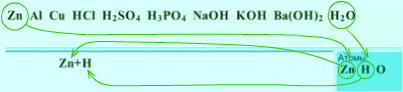 Zn Al Cu HCl H₂SO₄ H₃PO₄ NaOH KOH Ba(OH)₂ H₂O
Атомы
Zn+H
Zn H O